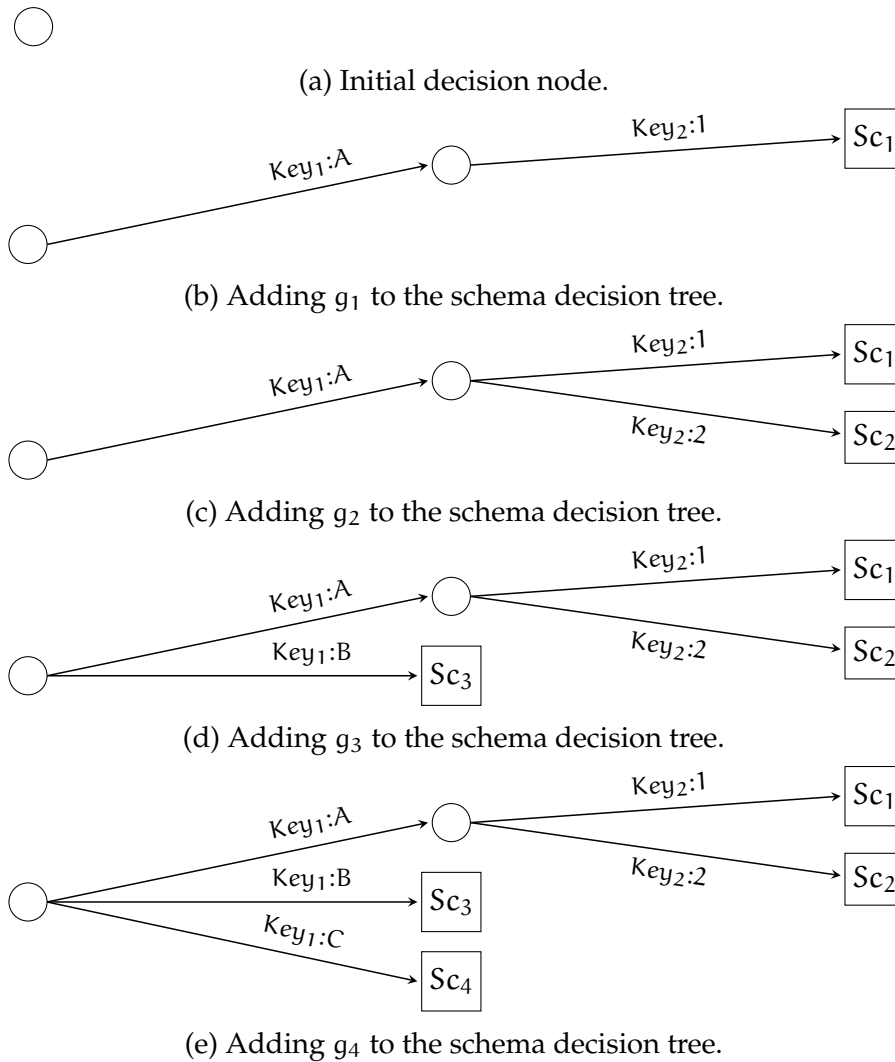 (a) Initial decision node.
Key₁:A
Key₂:1
Sc₁
(b) Adding g₁ to the schema decision tree.
Key₁:A
Key₂:1
Sc₁
Key₂:2
Sc₂
(c) Adding g₂ to the schema decision tree.
Key₁:A
Key₂:1
Sc₁
Key₂:2
Sc₂
Key₁:B
Sc₃
(d) Adding g₃ to the schema decision tree.
Key₁:A
Key₂:1
Sc₁
Key₂:2
Sc₂
Key₁:B
Sc₃
Key₁:C
Sc₄
(e) Adding g₄ to the schema decision tree.